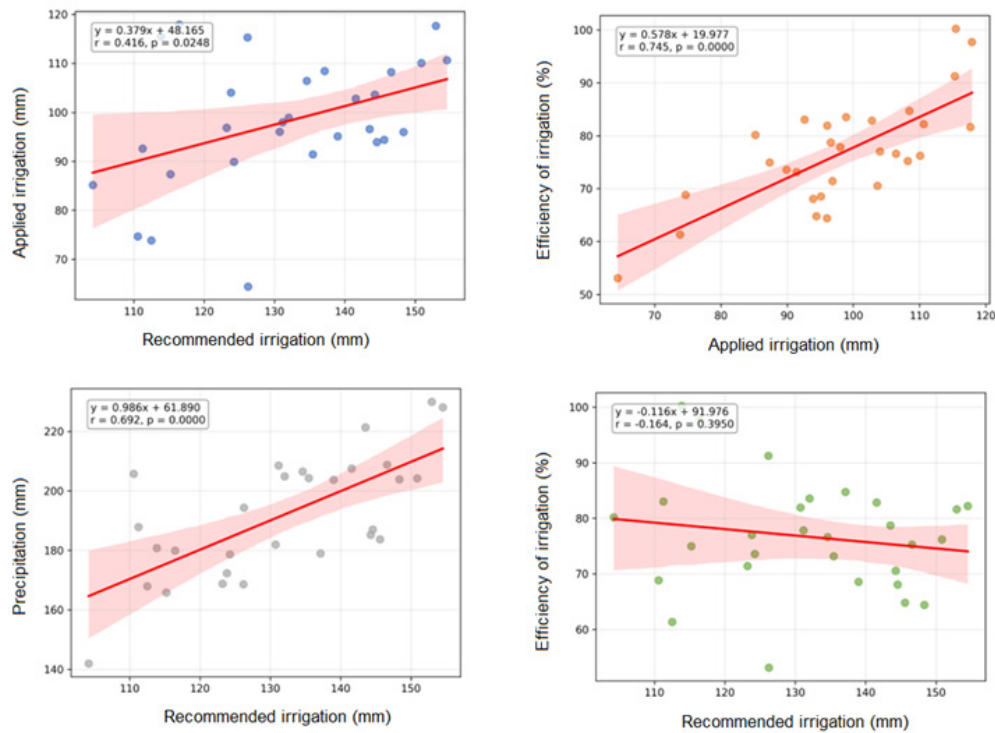 120
110
100
90
80
70
y = 0.379x + 48.165
r = 0.416, p = 0.0248
Applied irrigation (mm)
110
120
130
140
150
Recommended irrigation (mm)
100
90
80
70
60
50
y = 0.578x + 19.977
r = 0.745, p = 0.0000
Efficiency of irrigation (%)
70
80
90
100
110
120
Applied irrigation (mm)
220
200
180
160
140
y = 0.986x + 61.890
r = 0.692, p = 0.0000
Precipitation (mm)
110
120
130
140
150
Recommended irrigation (mm)
100
90
80
70
60
y = -0.116x + 91.976
r = -0.164, p = 0.3950
Efficiency of irrigation (%)
110
120
130
140
150
Recommended irrigation (mm)